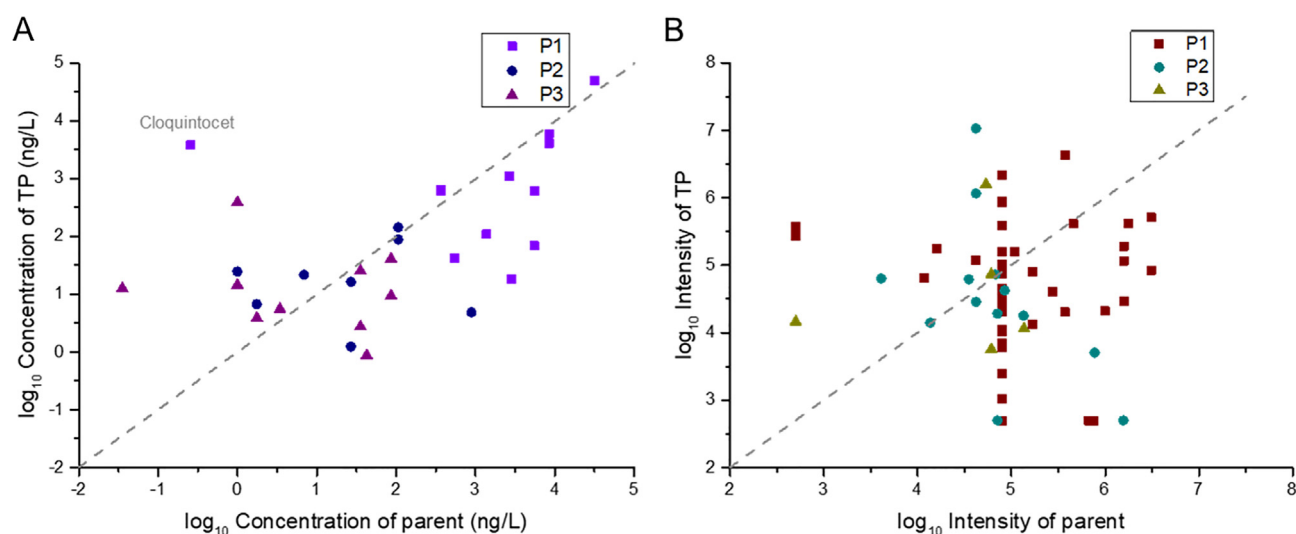 A
P1
P2
P3
5
4
3
2
1
0
-1
-2
Cloquintocet
log10 Concentration of TP (ng/L)
-2 -1 0 1 2 3 4 5
log10 Concentration of parent (ng/L)
B
P1
P2
P3
8
7
6
5
4
3
2
log10 Intensity of TP
2 3 4 5 6 7 8
log10 Intensity of parent